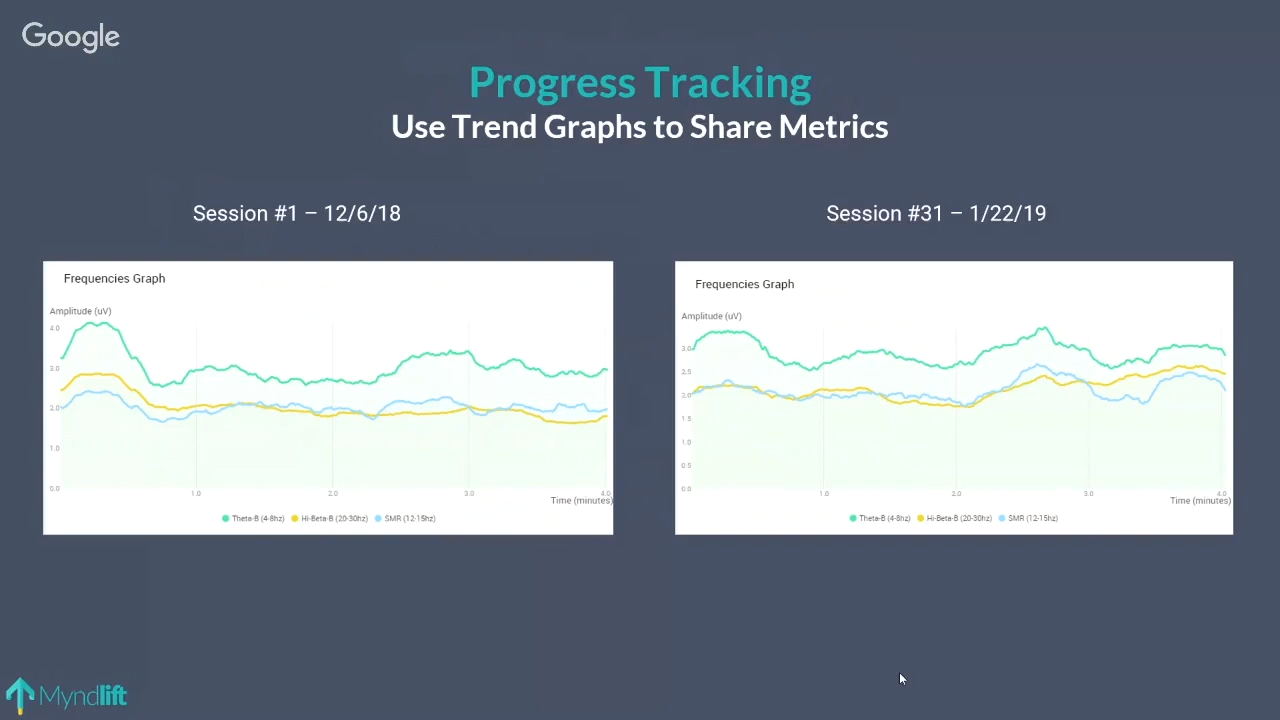 Google
Progress Tracking
Use Trend Graphs to Share Metrics
Session #1 – 12/6/18
Session #31 – 1/22/19
Frequencies Graph
Amplitude (uV)
4.0
3.0
2.0
1.0
0.0
1.0
2.0
3.0
4.0
Time (minutes)
Theta-B (4-8hz)
Hi-Beta-B (20-30hz)
SMR (12-15hz)
Frequencies Graph
Amplitude (uV)
3.0
2.5
2.0
1.5
1.0
0.5
0.0
1.0
2.0
3.0
4.0
Time (minutes)
Theta-B (4-8hz)
Hi-Beta-B (20-30hz)
SMR (12-15hz)
Myndlift